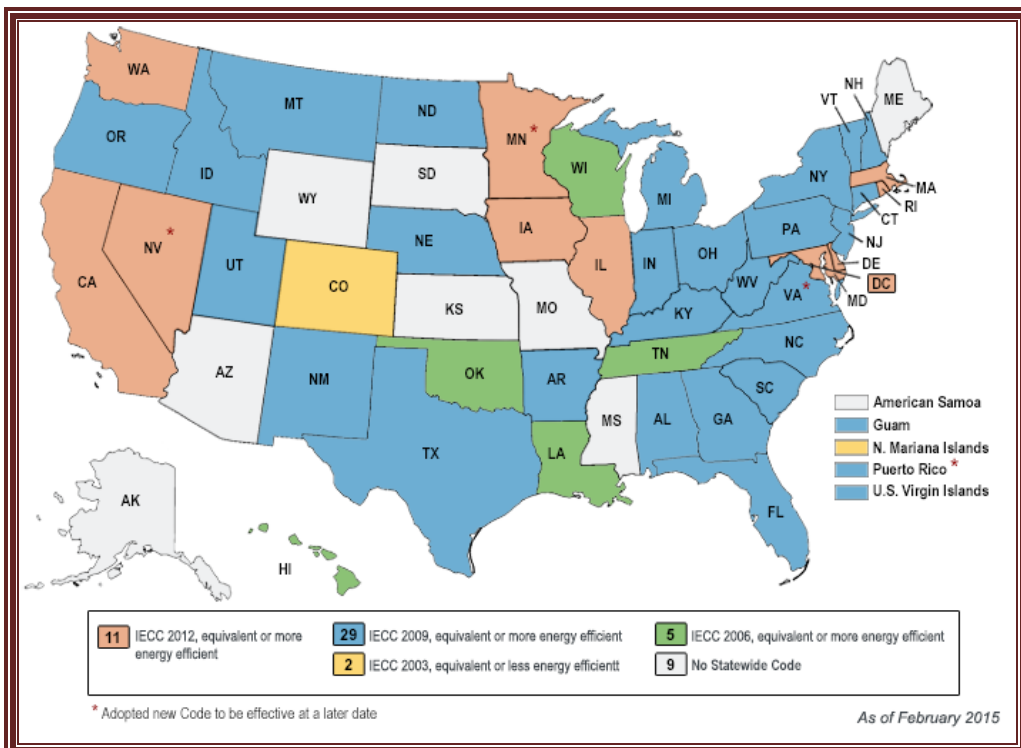 WA
OR
MT
ID
ND
MN *
WI
SD
WY
NV *
CA
UT
CO
NE
IA
IL
KS
MO
AZ
NM
OK
AR
TX
LA
MS
AL
GA
TN
KY
IN
OH
MI
WV
VA *
NC
SC
FL
PA
NY
VT
NH
ME
MA
RI
CT
NJ
DE
DC
MD
AK
HI
American Samoa
Guam
N. Mariana Islands
Puerto Rico *
U.S. Virgin Islands
11 IECC 2012, equivalent or more
energy efficient
29 IECC 2009, equivalent or more energy efficient
2 IECC 2003, equivalent or less energy efficientt
5 IECC 2006, equivalent or more energy efficient
9 No Statewide Code
* Adopted new Code to be effective at a later date
As of February 2015